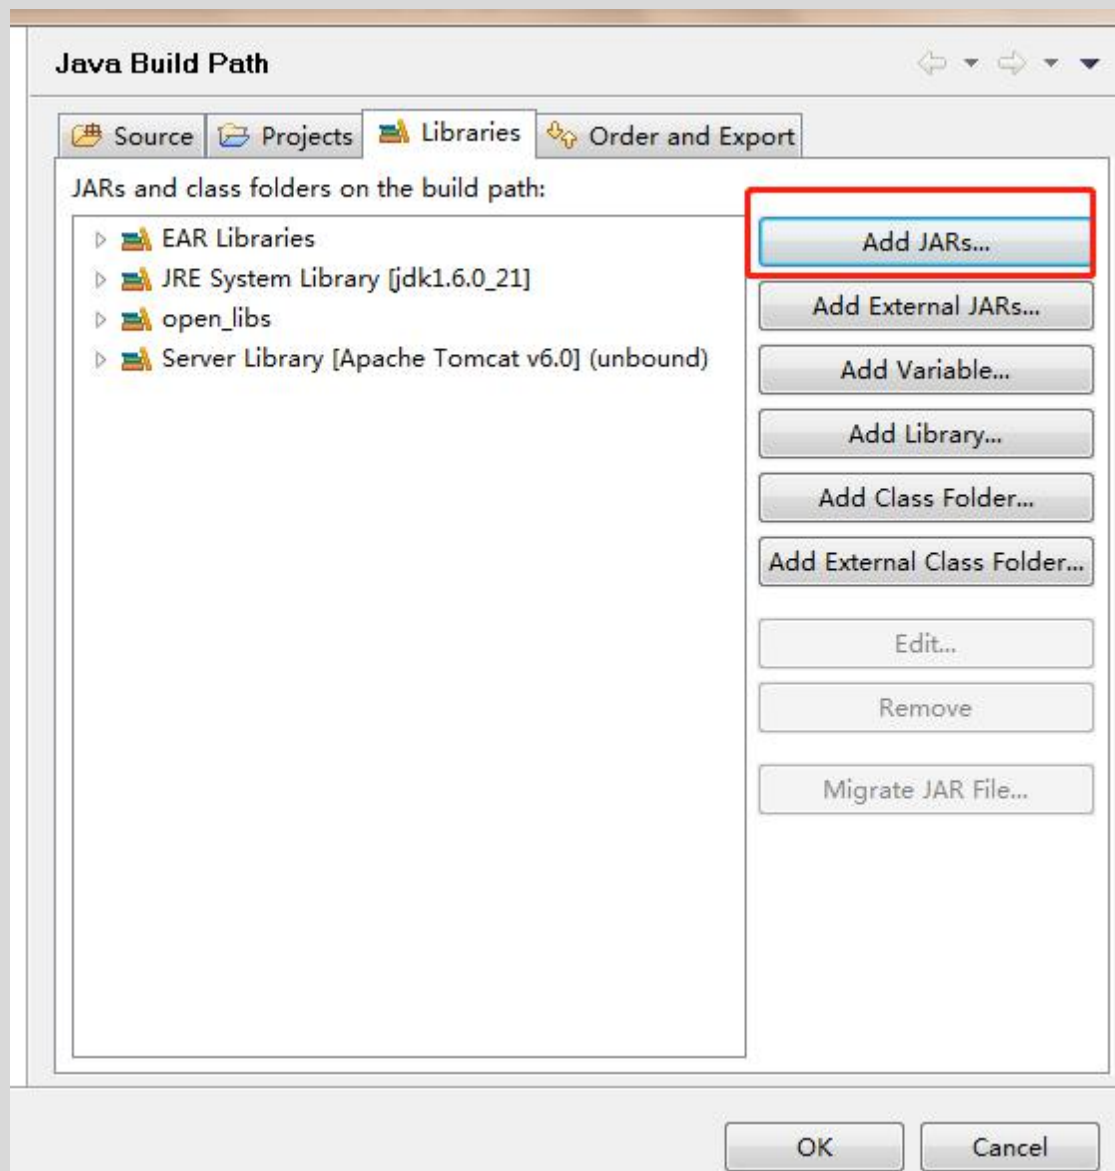 Java Build Path
Source Projects Libraries Order and Export
JARs and class folders on the build path:
EAR Libraries
JRE System Library [jdk1.6.0_21]
open_libs
Server Library [Apache Tomcat v6.0] (unbound)
Add JARs...
Add External JARs...
Add Variable...
Add Library...
Add Class Folder...
Add External Class Folder...
Edit...
Remove
Migrate JAR File...
OK Cancel